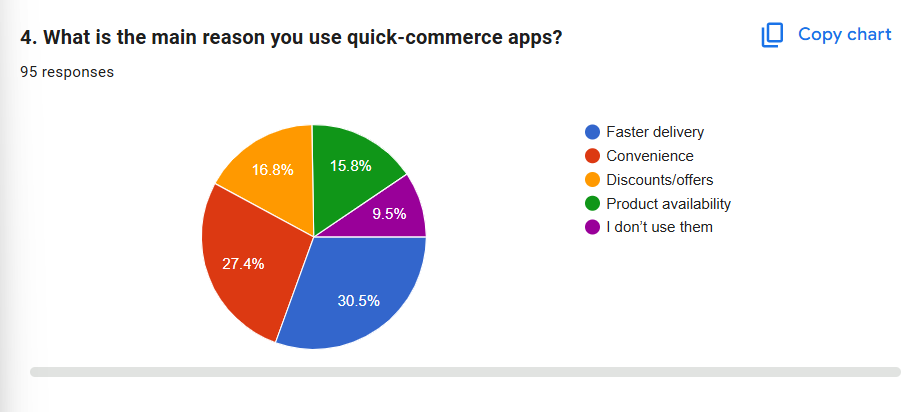 4. What is the main reason you use quick-commerce apps?
Copy chart
95 responses
16.8%
15.8%
9.5%
27.4%
30.5%
Faster delivery
Convenience
Discounts/offers
Product availability
I don’t use them